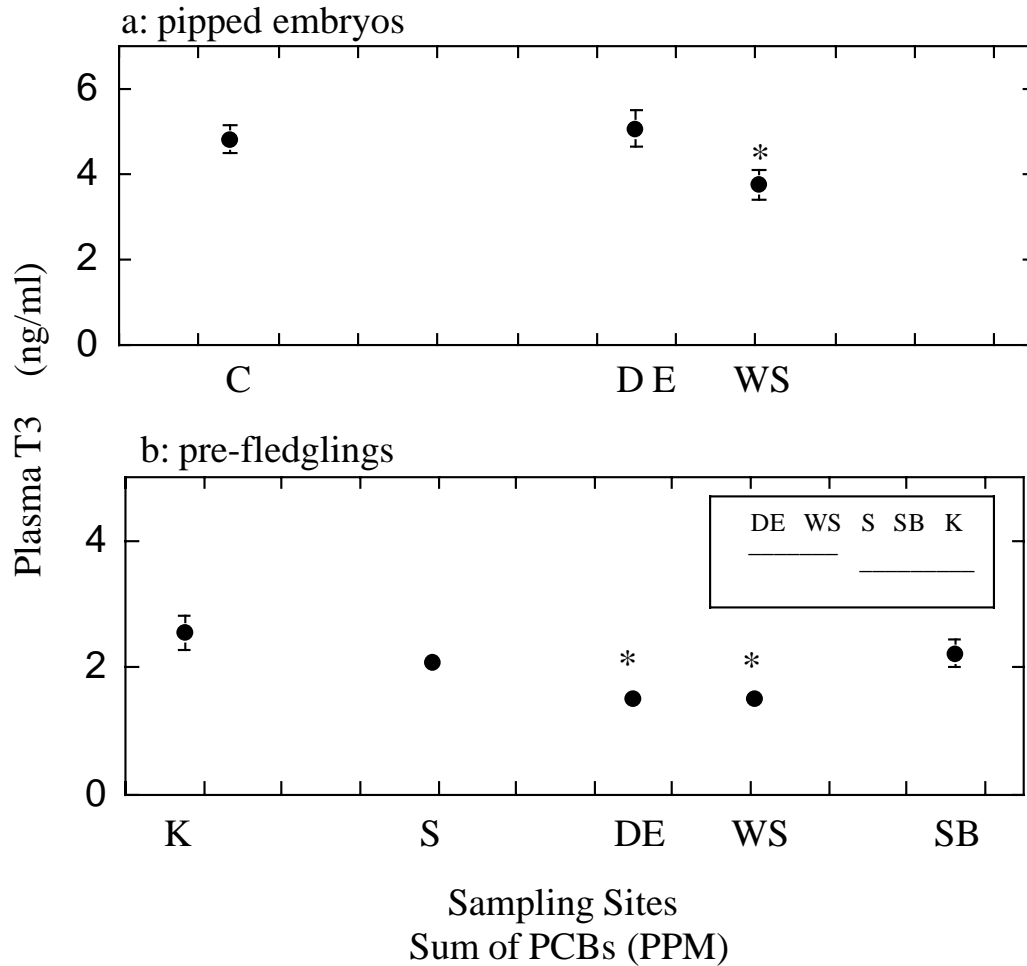 a: pipped embryos
6
*
4
2
0
C D E WS
Plasma T3 (ng/ml)
b: pre-fledglings
DE WS S SB K
4
* *
2
0
K S DE WS SB
Sampling Sites
Sum of PCBs (PPM)